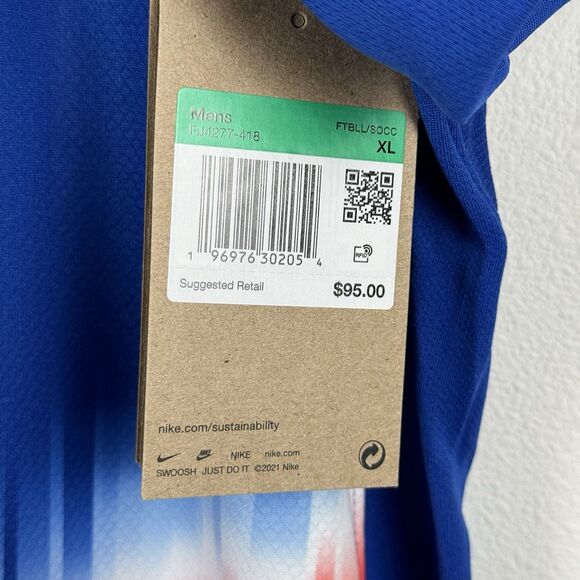 Mens
FJ4277-418
FTBLL/SOCC
XL
1 96976 30205 4
RFID
Suggested Retail $95.00
nike.com/sustainability
NIKE nike.com
SWOOSH JUST DO IT ©2021 Nike